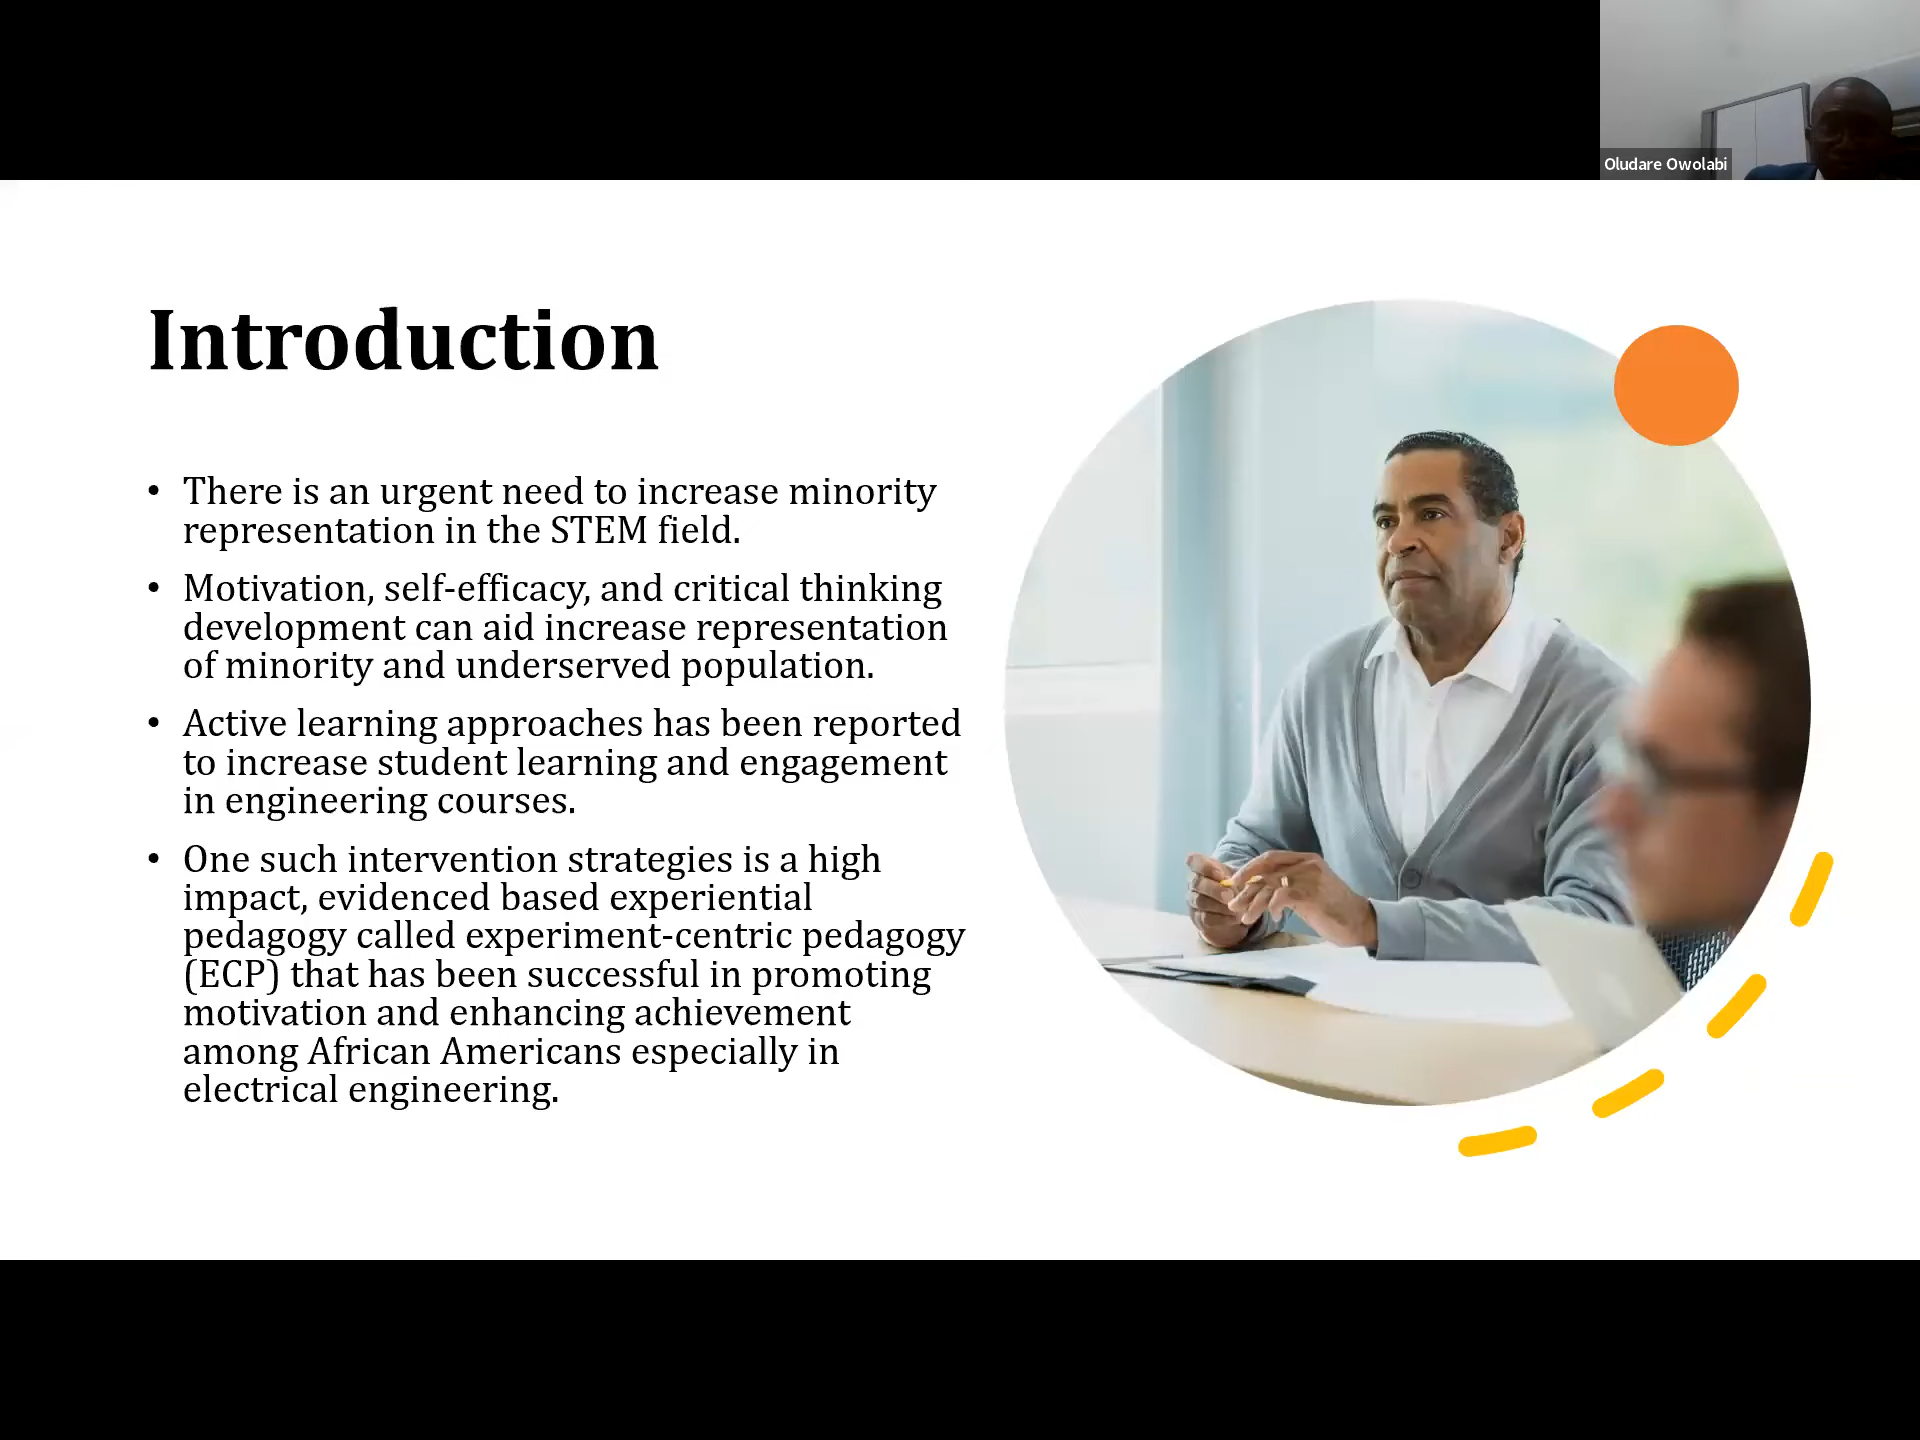 Oludare Owolabi
Introduction
• There is an urgent need to increase minority
representation in the STEM field.
• Motivation, self-efficacy, and critical thinking
development can aid increase representation
of minority and underserved population.
• Active learning approaches has been reported
to increase student learning and engagement
in engineering courses.
• One such intervention strategies is a high
impact, evidenced based experiential
pedagogy called experiment-centric pedagogy
(ECP) that has been successful in promoting
motivation and enhancing achievement
among African Americans especially in
electrical engineering.